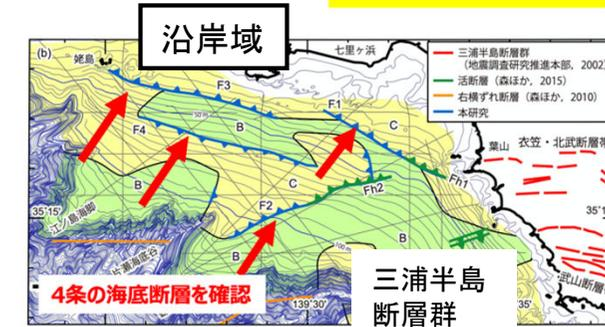 沿岸域
(b)
姥島
七里ヶ浜
三浦半島断層群
(地震調査研究推進本部, 2002)
活断層(森ほか, 2015)
右横ずれ断層(森ほか, 2010)
本研究
F3
F1
50 m
B
C
F4
葉山
衣笠・北武断層帯
B
C
Fh2
Fh1
F2
35°15'
江ノ島海脚
片瀬海底谷
B
100 m
B
35°1
武山断層
4条の海底断層を確認
139°30'
35'
三浦半島
断層群